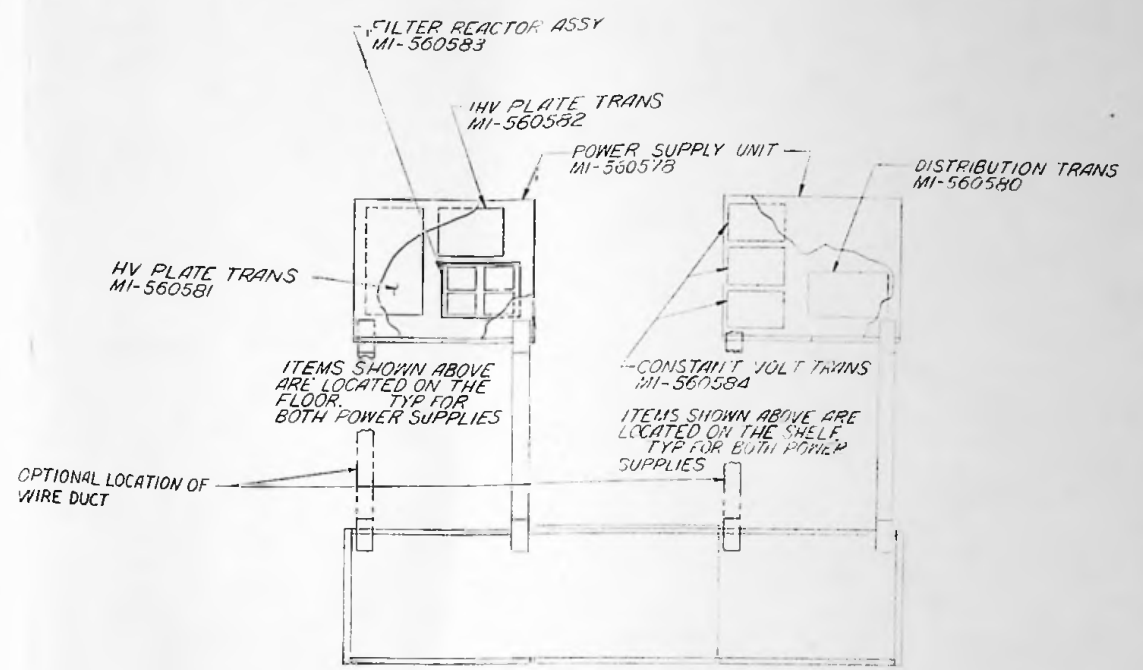 FILTER REACTOR ASSY
MI-560583
IHV PLATE TRANS
MI-560582
POWER SUPPLY UNIT
MI-560578
DISTRIBUTION TRANS
MI-560580
HV PLATE TRANS
MI-560581
ITEMS SHOWN ABOVE
ARE LOCATED ON THE
FLOOR. TYP FOR
BOTH POWER SUPPLIES
CONSTANT VOLT TRANS
MI-560584
ITEMS SHOWN ABOVE ARE
LOCATED ON THE SHELF
TYP FOR BOTH POWER
SUPPLIES
OPTIONAL LOCATION OF
WIRE DUCT